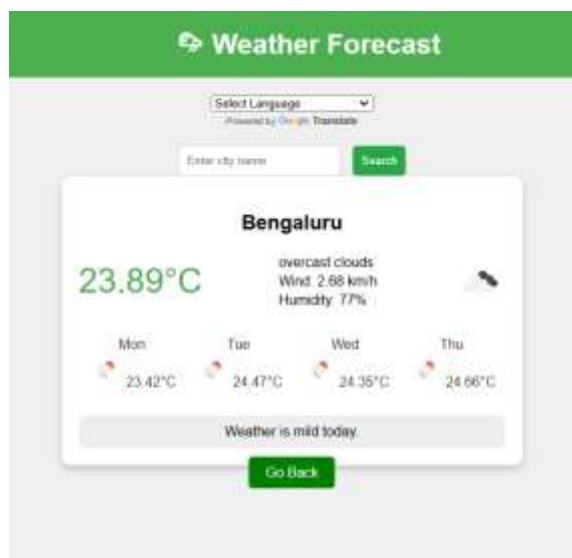 Weather Forecast
Select Language
Powered by Google Translate
Enter city name
Search
Bengaluru
23.89°C
overcast clouds
Wind: 2.68 km/h
Humidity: 77%
Mon Tue Wed Thu
23.42°C 24.47°C 24.35°C 24.66°C
Weather is mild today.
Go Back